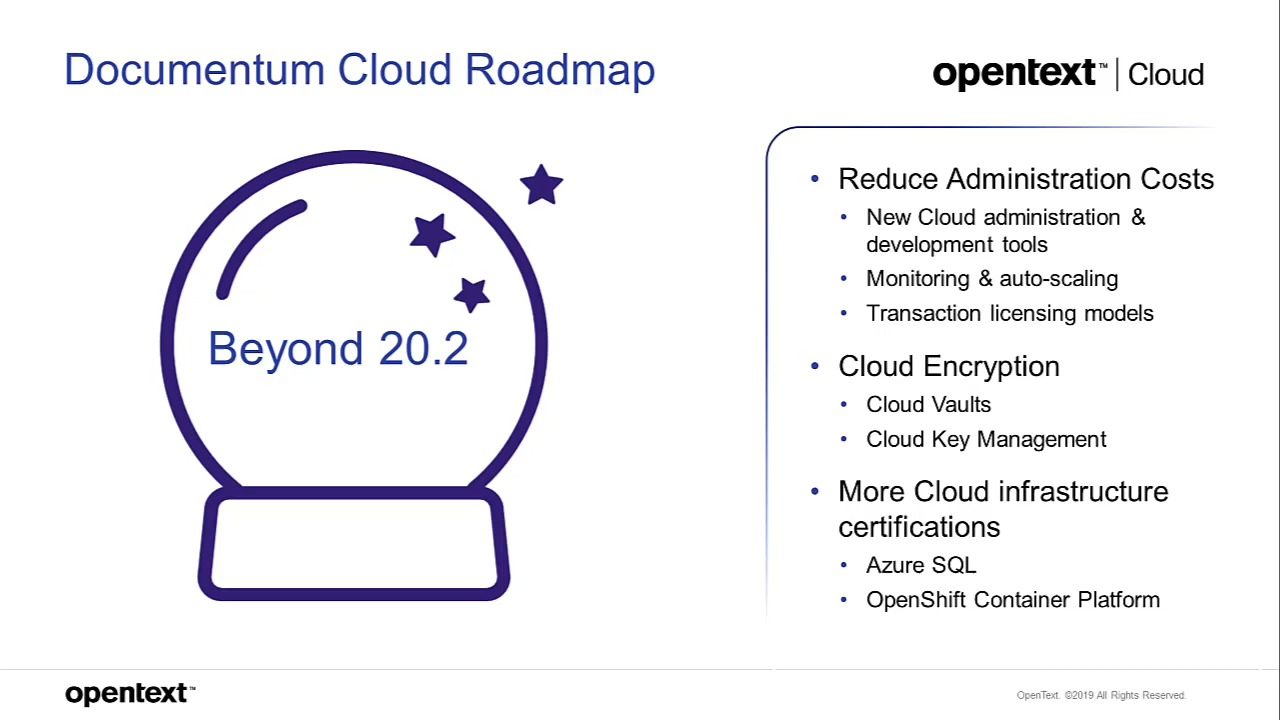 Documentum Cloud Roadmap
opentext™ | Cloud
Beyond 20.2
• Reduce Administration Costs
• New Cloud administration &
development tools
• Monitoring & auto-scaling
• Transaction licensing models
• Cloud Encryption
• Cloud Vaults
• Cloud Key Management
• More Cloud infrastructure
certifications
• Azure SQL
• OpenShift Container Platform
opentext™
OpenText. ©2019 All Rights Reserved.